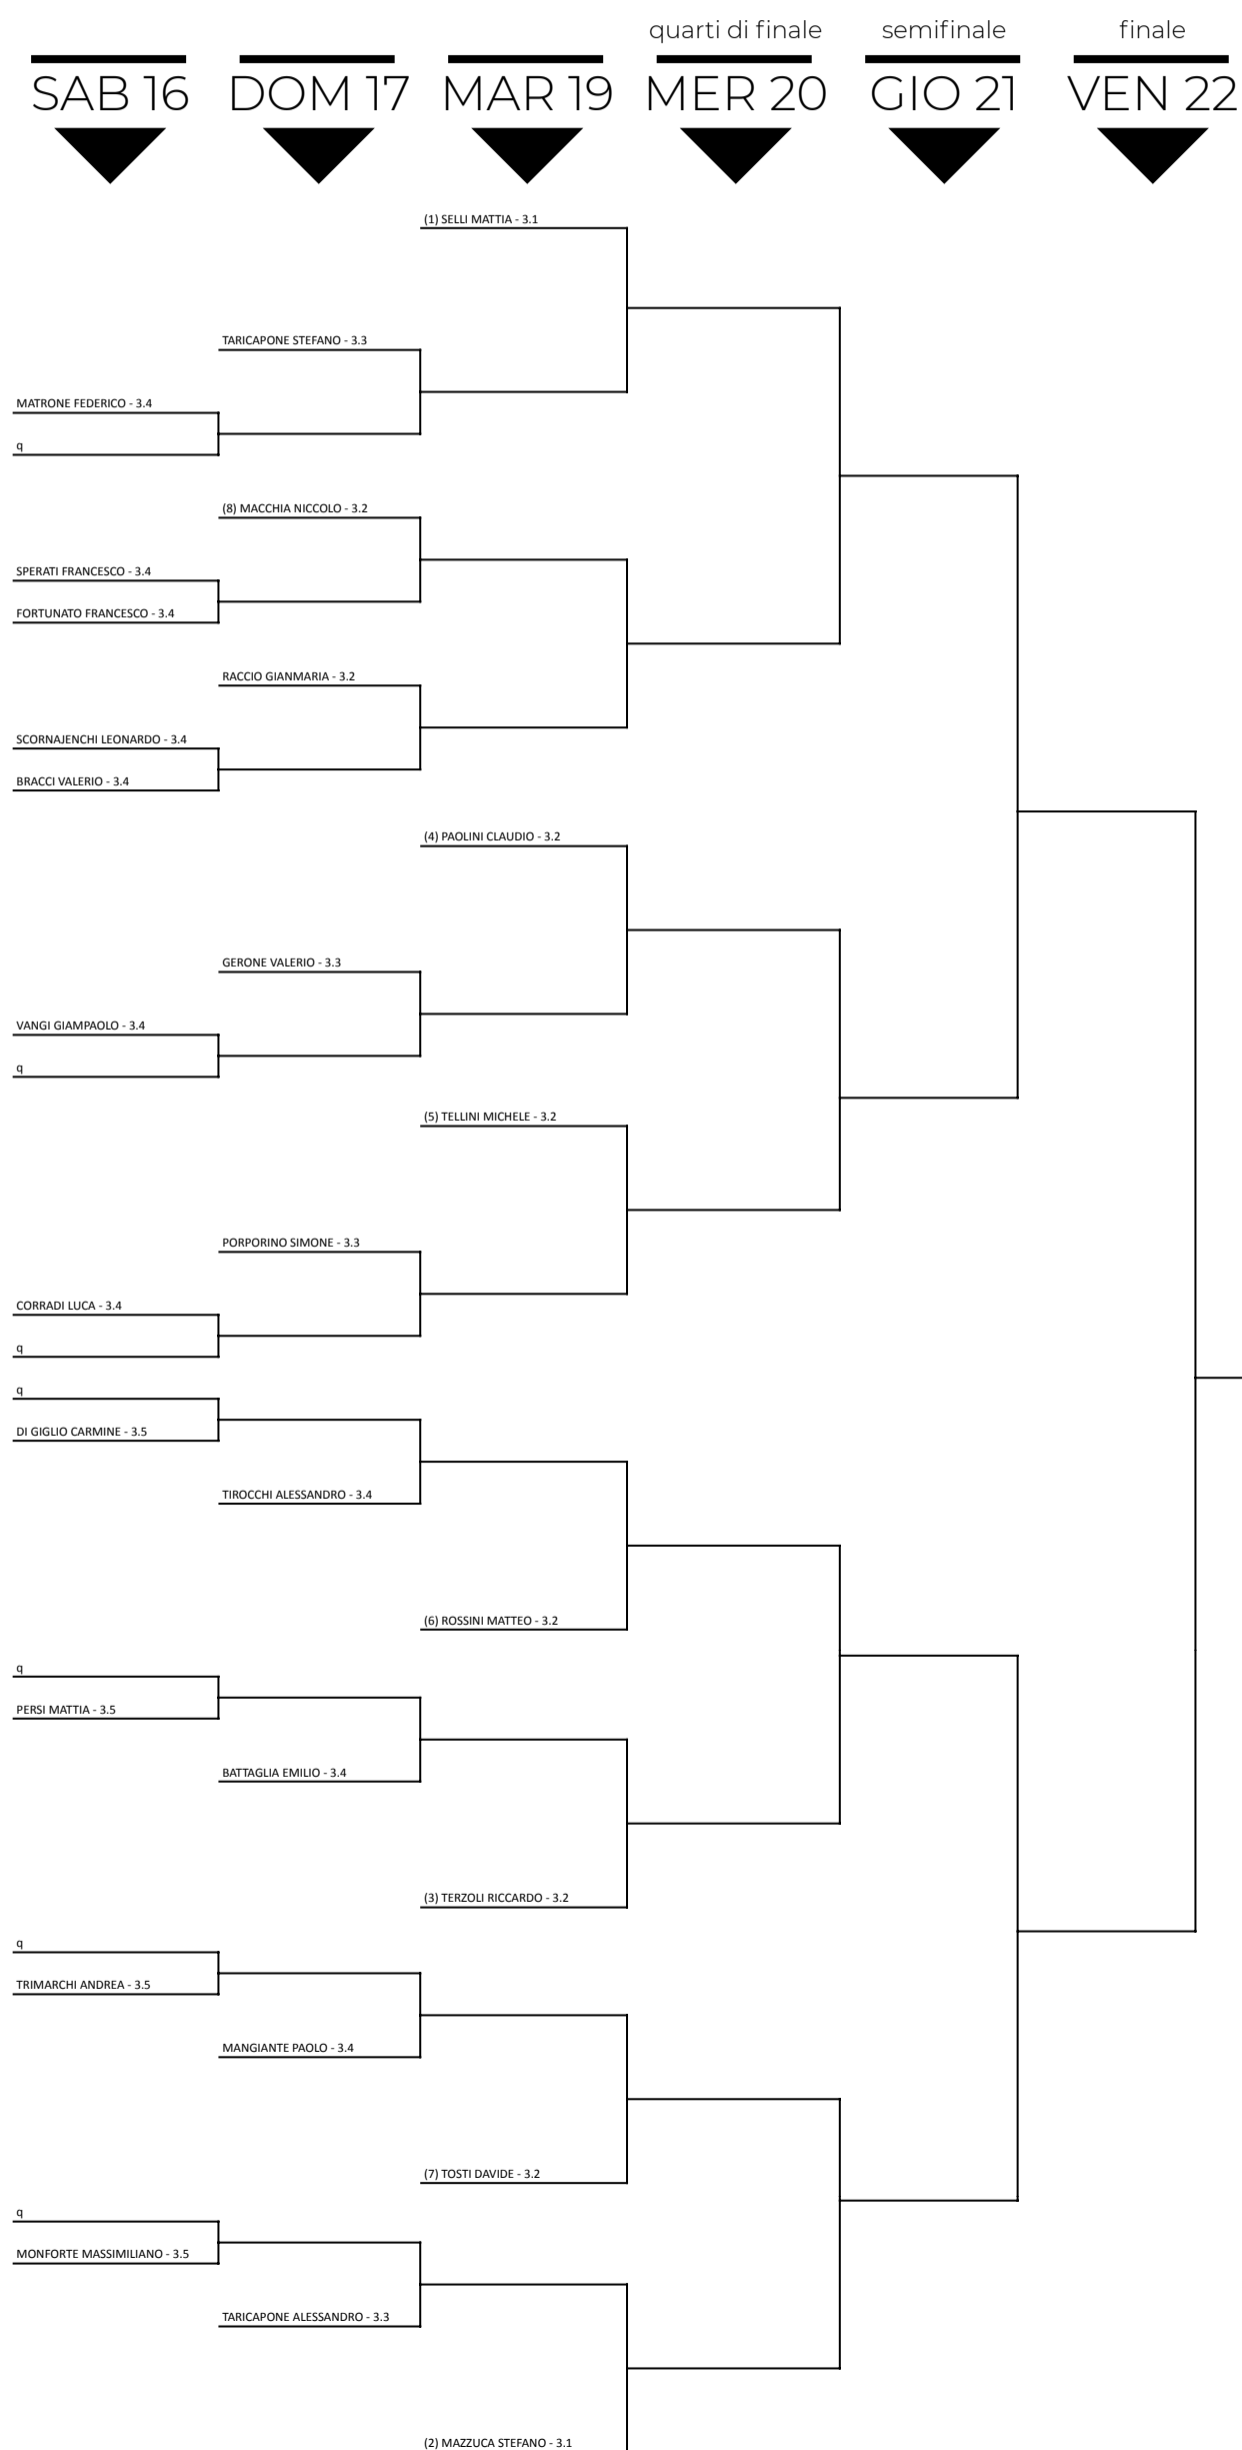 quarti di finale
semifinale
finale
SAB 16
DOM 17
MAR 19
MER 20
GIO 21
VEN 22
(1) SELLI MATTIA - 3.1
TARICAPONE STEFANO - 3.3
MATRONE FEDERICO - 3.4
q
(8) MACCHIA NICCOLO - 3.2
SPERATI FRANCESCO - 3.4
FORTUNATO FRANCESCO - 3.4
RACCIO GIANMARIA - 3.2
SCORNAJENCHI LEONARDO - 3.4
BRACCI VALERIO - 3.4
(4) PAOLINI CLAUDIO - 3.2
GERONE VALERIO - 3.3
VANGI GIAMPAOLO - 3.4
q
(5) TELLINI MICHELE - 3.2
PORPORINO SIMONE - 3.3
CORRADI LUCA - 3.4
q
q
DI GIGLIO CARMINE - 3.5
TIROCCHI ALESSANDRO - 3.4
(6) ROSSINI MATTEO - 3.2
q
PERSI MATTIA - 3.5
BATTAGLIA EMILIO - 3.4
(3) TERZOLI RICCARDO - 3.2
q
TRIMARCHI ANDREA - 3.5
MANGIANTE PAOLO - 3.4
(7) TOSTI DAVIDE - 3.2
q
MONFORTE MASSIMILIANO - 3.5
TARICAPONE ALESSANDRO - 3.3
(2) MAZZUCA STEFANO - 3.1